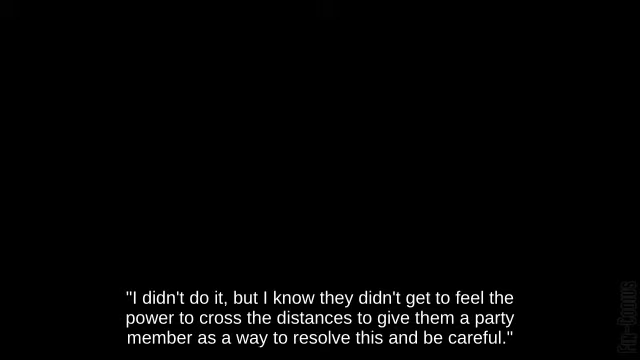 "I didn't do it, but I know they didn't get to feel the
power to cross the distances to give them a party
member as a way to resolve this and be careful."